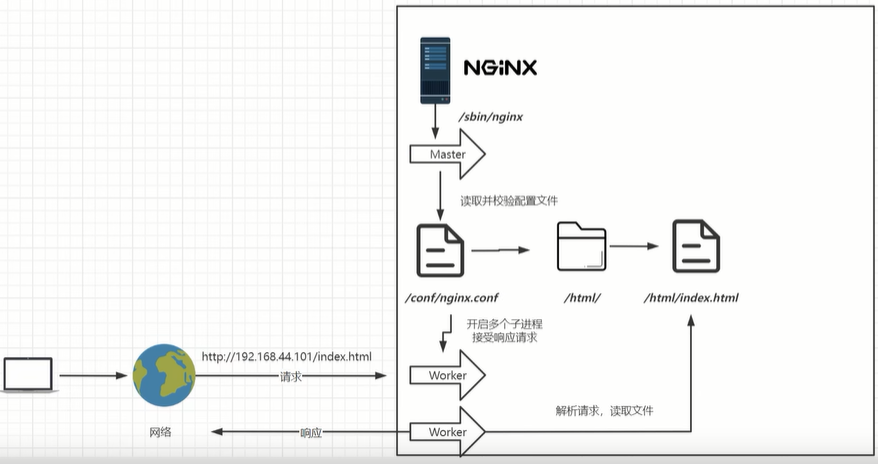 NGiNX
/sbin/nginx
Master
读取并校验配置文件
/conf/nginx.conf
/html/
/html/index.html
开启多个子进程
接受响应请求
http://192.168.44.101/index.html
请求
Worker
解析请求，读取文件
网络
响应
Worker